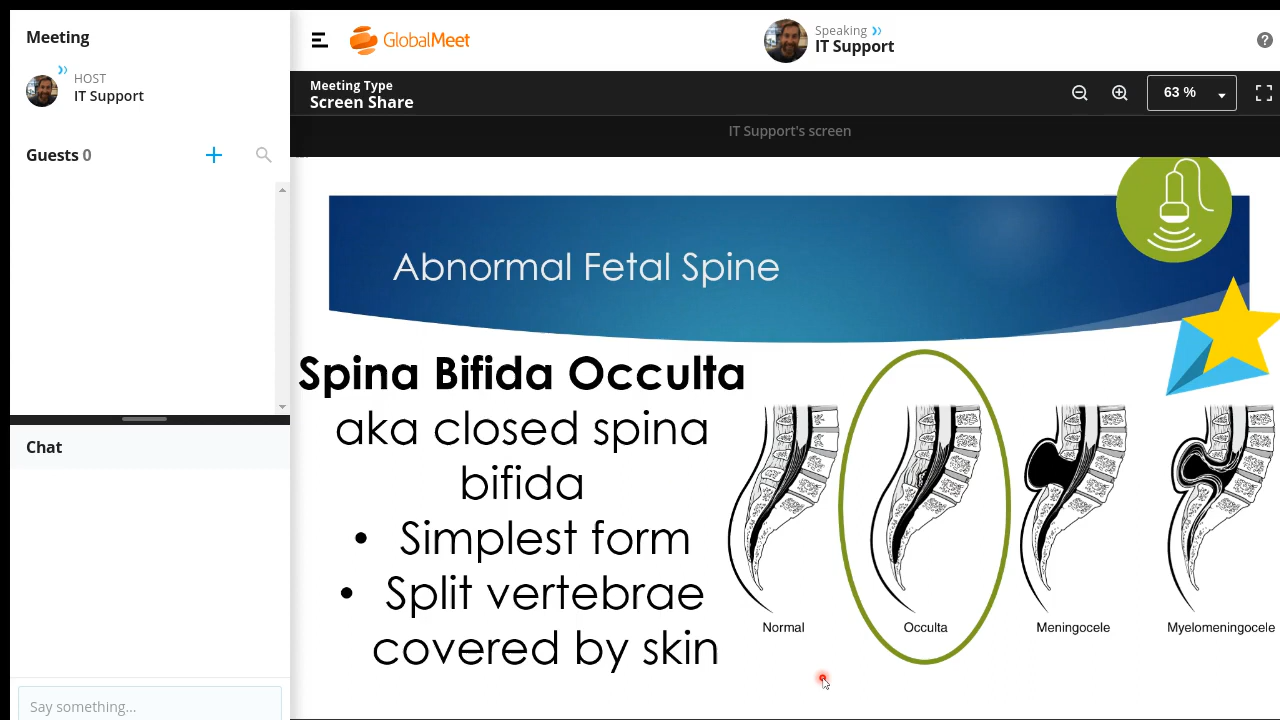 Meeting
HOST
IT Support
Guests 0
Chat
Say something...
GlobalMeet
Speaking
IT Support
Meeting Type
Screen Share
63 %
IT Support's screen
Abnormal Fetal Spine
Spina Bifida Occulta
aka closed spina
bifida
• Simplest form
• Split vertebrae
covered by skin
Normal
Occulta
Meningocele
Myelomeningocele